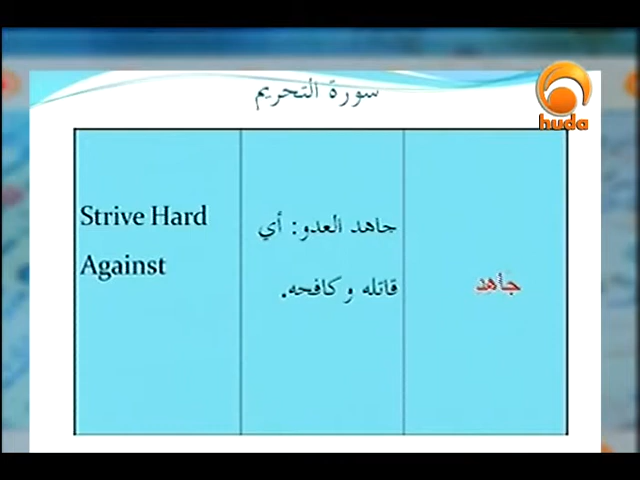 سورة التحريم
huda
جاهد
جاهد العدو: أي
قاتله وكافحه.
Strive Hard
Against